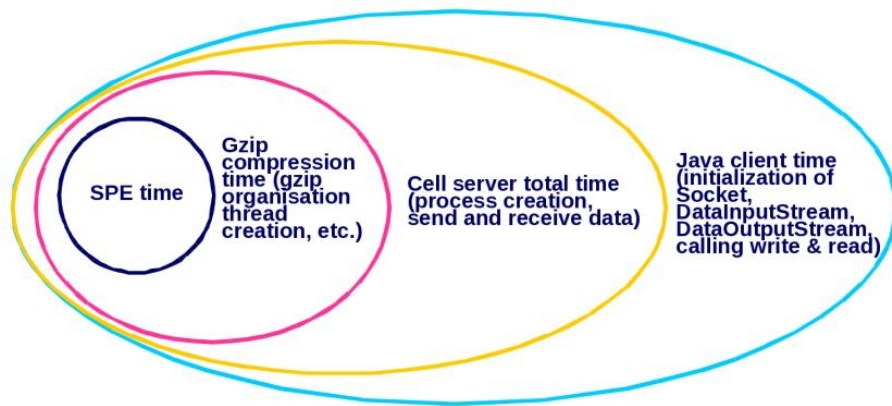 SPE time
Gzip
compression
time (gzip
organisation
thread
creation, etc.)
Cell server total time
(process creation,
send and receive data)
Java client time
(initialization of
Socket,
DataInputStream,
DataOutputStream,
calling write & read)